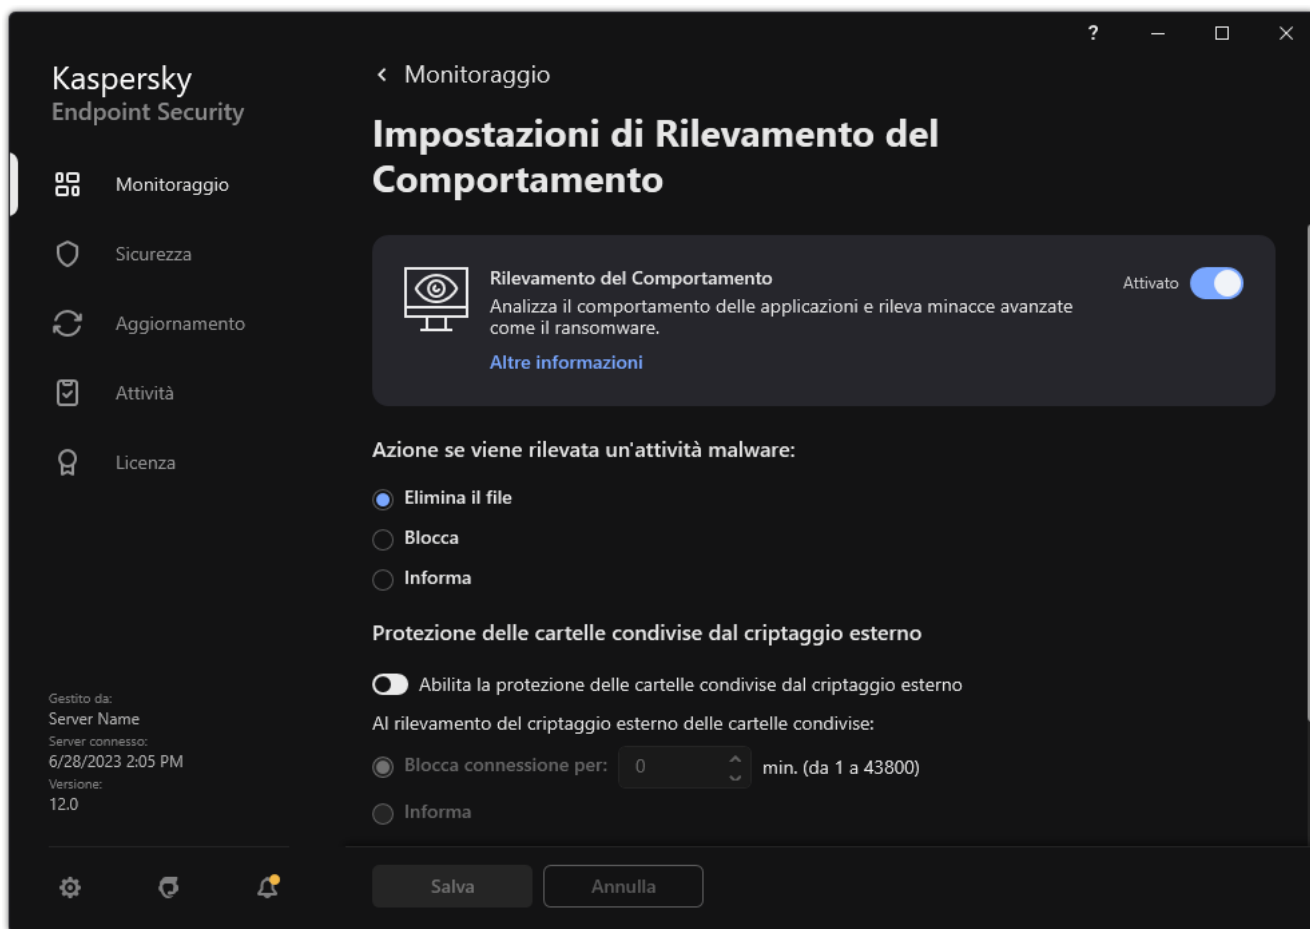 ?
Kaspersky
Endpoint Security
Monitoraggio
Sicurezza
Aggiornamento
Attività
Licenza
Gestito da:
Server Name
Server connesso:
6/28/2023 2:05 PM
Versione:
12.0
Monitoraggio
Impostazioni di Rilevamento del
Comportamento
Rilevamento del Comportamento
Analizza il comportamento delle applicazioni e rileva minacce avanzate
come il ransomware.
Altre informazioni
Attivato
Azione se viene rilevata un'attività malware:
Elimina il file
Blocca
Informa
Protezione delle cartelle condivise dal criptaggio esterno
Abilita la protezione delle cartelle condivise dal criptaggio esterno
Al rilevamento del criptaggio esterno delle cartelle condivise:
Blocca connessione per: 0 min. (da 1 a 43800)
Informa
Salva Annulla